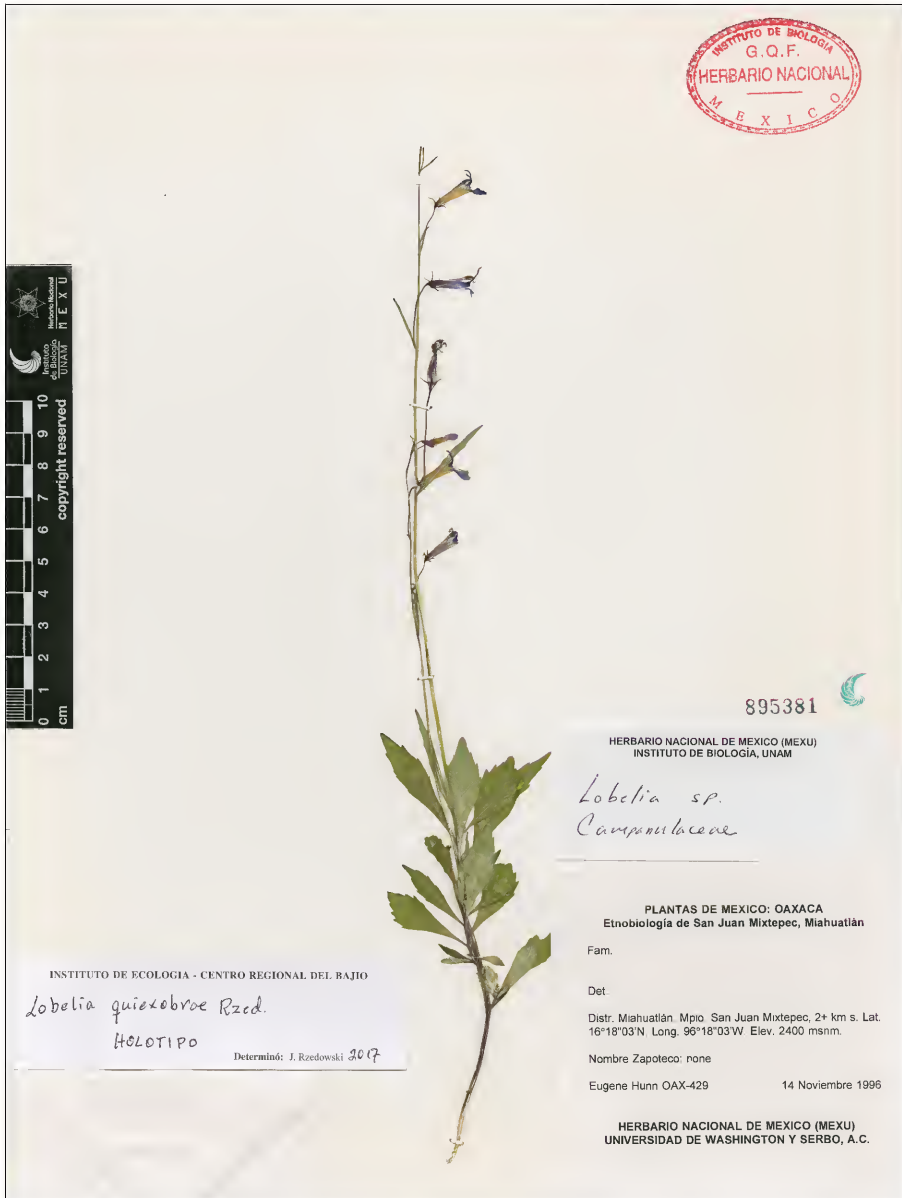 INSTITUTO DE BIOLOGIA
G.Q.F.
HERBARIO NACIONAL
MEXICO
Herbario Nacional
MEXU
Instituto
de Biología
UNAM
copyright reserved
0 1 2 3 4 5 6 7 8 9 10
cm
895381
HERBARIO NACIONAL DE MEXICO (MEXU)
INSTITUTO DE BIOLOGÍA, UNAM
Lobelia sp.
Campanulaceae
PLANTAS DE MEXICO: OAXACA
Etnobiología de San Juan Mixtepec, Miahuatlán
Fam.
Det.
Distr. Miahuatlán. Mpio. San Juan Mixtepec, 2+ km s. Lat.
16°18"03'N. Long. 96°18"03'W. Elev. 2400 msnm.
Nombre Zapoteco: none
Eugene Hunn OAX-429 14 Noviembre 1996
HERBARIO NACIONAL DE MEXICO (MEXU)
UNIVERSIDAD DE WASHINGTON Y SERBO, A.C.
INSTITUTO DE ECOLOGIA - CENTRO REGIONAL DEL BAJIO
Lobelia quiexobrae Rzed.
HOLOTIPO
Determinó: J. Rzedowski 2017